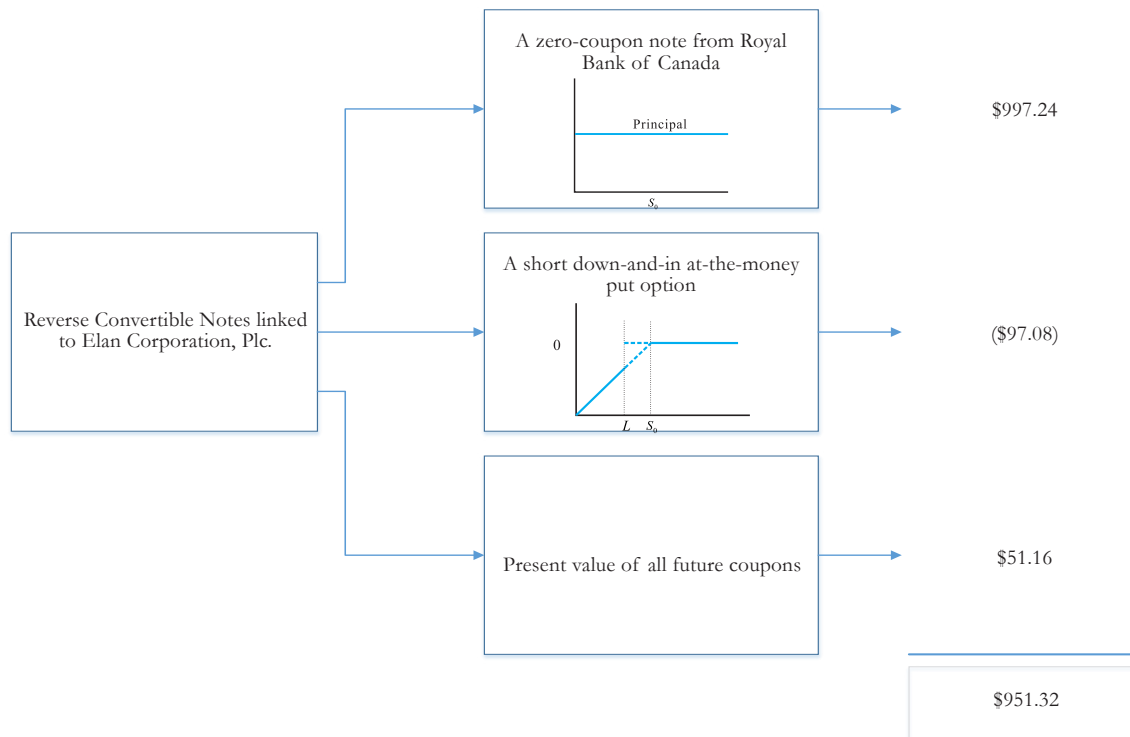 A zero-coupon note from Royal
Bank of Canada
Principal
S₀
$997.24
Reverse Convertible Notes linked
to Elan Corporation, Plc.
A short down-and-in at-the-money
put option
0
L S₀
($97.08)
Present value of all future coupons
$51.16
$951.32